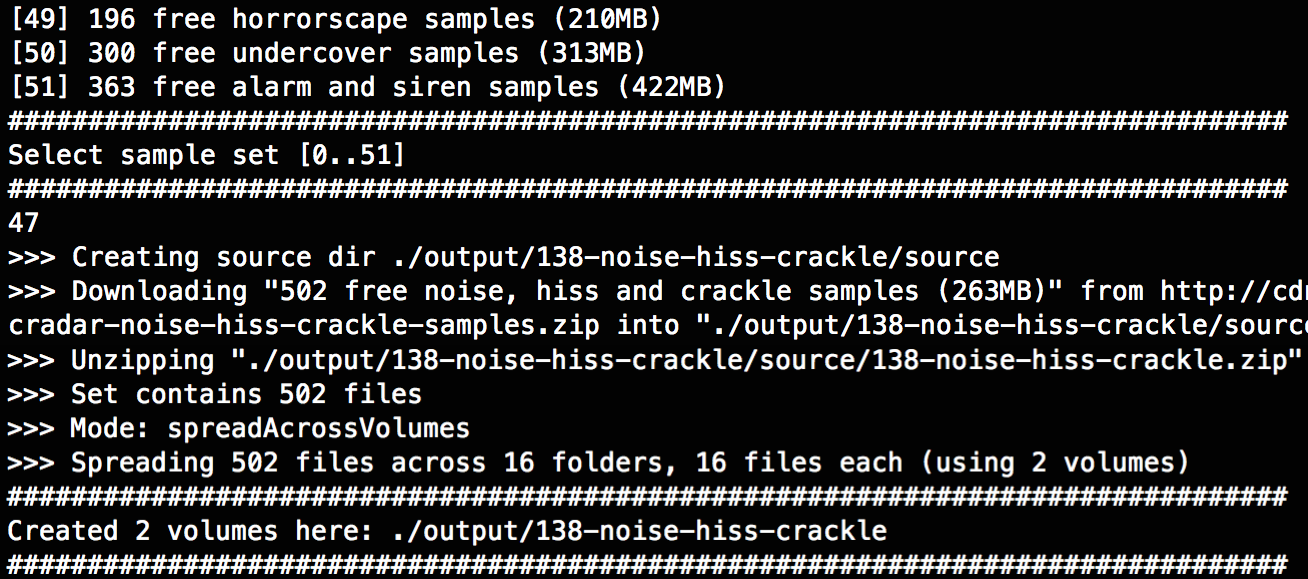 [49] 196 free horrorscape samples (210MB)
[50] 300 free undercover samples (313MB)
[51] 363 free alarm and siren samples (422MB)
################################################################################
Select sample set [0..51]
################################################################################
47
>>> Creating source dir ./output/138-noise-hiss-crackle/source
>>> Downloading "502 free noise, hiss and crackle samples (263MB)" from http://cd
cradar-noise-hiss-crackle-samples.zip into "./output/138-noise-hiss-crackle/sourc
>>> Unzipping "./output/138-noise-hiss-crackle/source/138-noise-hiss-crackle.zip"
>>> Set contains 502 files
>>> Mode: spreadAcrossVolumes
>>> Spreading 502 files across 16 folders, 16 files each (using 2 volumes)
################################################################################
Created 2 volumes here: ./output/138-noise-hiss-crackle
################################################################################